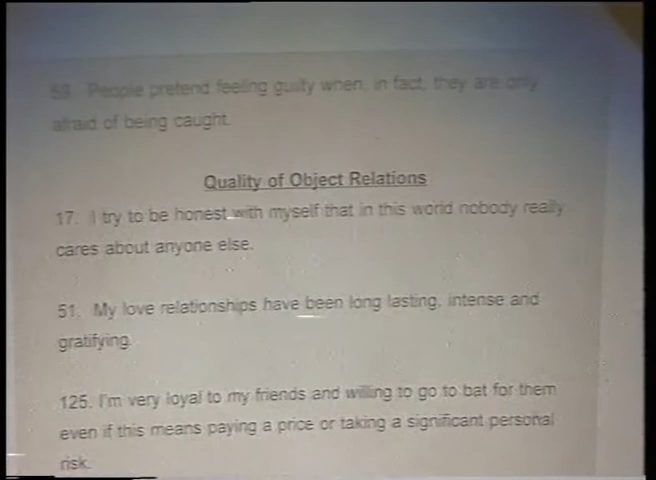 59. People pretend feeling guilty when, in fact, they are only
afraid of being caught.
Quality of Object Relations
17. I try to be honest with myself that in this world nobody really
cares about anyone else.
51. My love relationships have been long lasting, intense and
gratifying.
125. I'm very loyal to my friends and willing to go to bat for them
even if this means paying a price or taking a significant personal
risk.